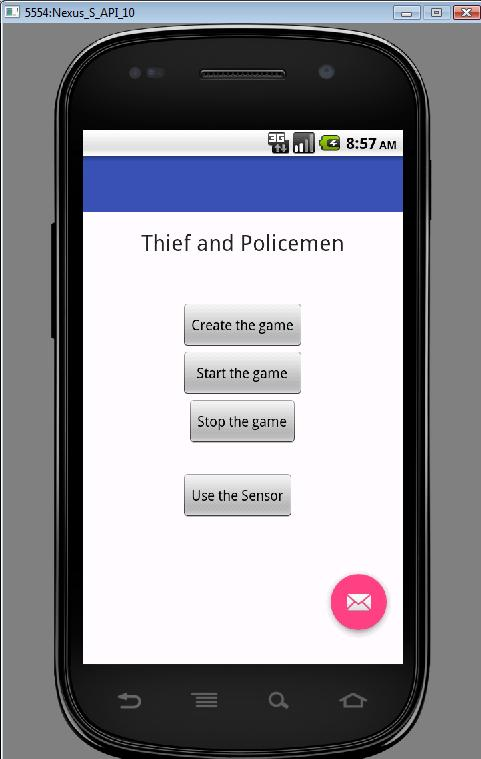 5554:Nexus_S_API_10
3G
8:57 AM
Thief and Policemen
Create the game
Start the game
Stop the game
Use the Sensor